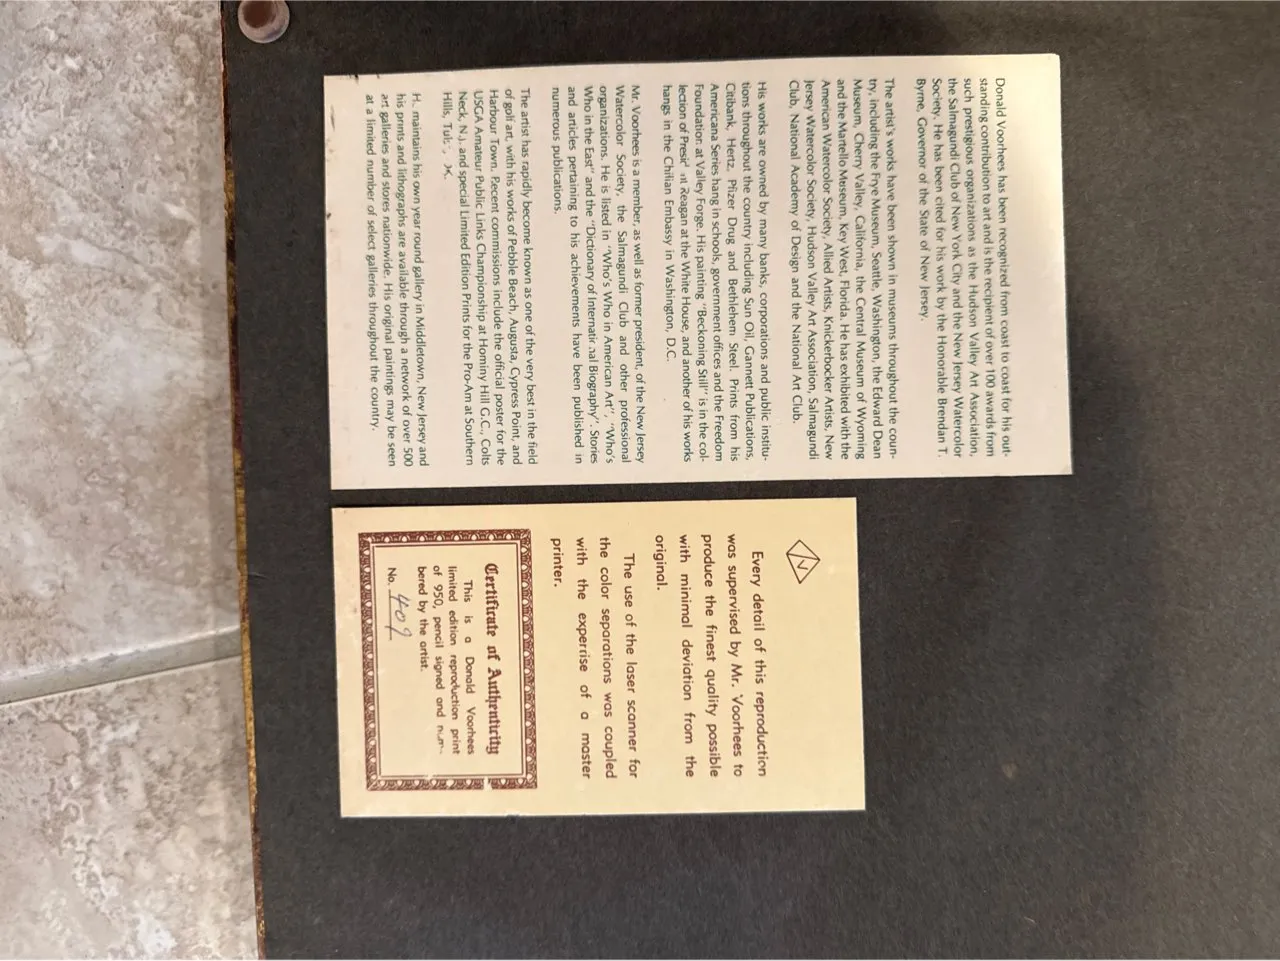 Donald Voorhees has been recognized from coast to coast for his out-
standing contribution to art and is the recipient of over 100 awards from
such prestigious organizations as the Hudson Valley Art Association,
the Salmagundi Club of New York City and the New Jersey Watercolor
Society. He has been cited for his work by the Honorable Brendan T.
Byrne, Governor of the State of New Jersey.
The artist's works have been shown in museums throughout the coun-
try, including the Frye Museum, Seattle, Washington, the Edward Dean
Museum, Cherry Valley, California, the Central Museum of Wyoming
and the Martello Museum, Key West, Florida. He has exhibited with the
American Watercolor Society, Allied Artists, Knickerbocker Artists, New
Jersey Watercolor Society, Hudson Valley Art Association, Salmagundi
Club, National Academy of Design and the National Art Club.
His works are owned by many banks, corporations and public institu-
tions throughout the country including Sun Oil, Gannett Publications,
Citibank, Hertz, Pfizer Drug and Bethlehem Steel. Prints from his
Americana Series hang in schools, government offices and the Freedom
Foundation at Valley Forge. His painting "Beckoning Still" is in the col-
lection of President Reagan at the White House, and another of his works
hangs in the Chilian Embassy in Washington, D.C.
Mr. Voorhees is a member, as well as former president, of the New Jersey
Watercolor Society, the Salmagundi Club and other professional
organizations. He is listed in "Who's Who in American Art", "Who's
Who in the East" and the "Dictionary of International Biography". Stories
and articles pertaining to his achievements have been published in
numerous publications.
The artist has rapidly become known as one of the very best in the field
of golf art, with his works of Pebble Beach, Augusta, Cypress Point, and
Harbour Town. Recent commissions include the official poster for the
USGA Amateur Public Links Championship at Hominy Hill G.C., Colts
Neck, N.J. and special Limited Edition Prints for the Pro-Am at Southern
Hills,
H. maintains his own year round gallery in Middletown, New Jersey and
his prints and lithographs are available through a network of over 500
art galleries and stores nationwide. His original paintings may be seen
at a limited number of select galleries throughout the country.
Every detail of this reproduction
was supervised by Mr. Voorhees to
produce the finest quality possible
with minimal deviation from the
original.
The use of the laser scanner for
the color separations was coupled
with the expertise of a master
printer.
Certificate of Authenticity
This is a Donald Voorhees
limited edition reproduction print
of 950, pencil signed and num-
bered by the artist.
No. 409